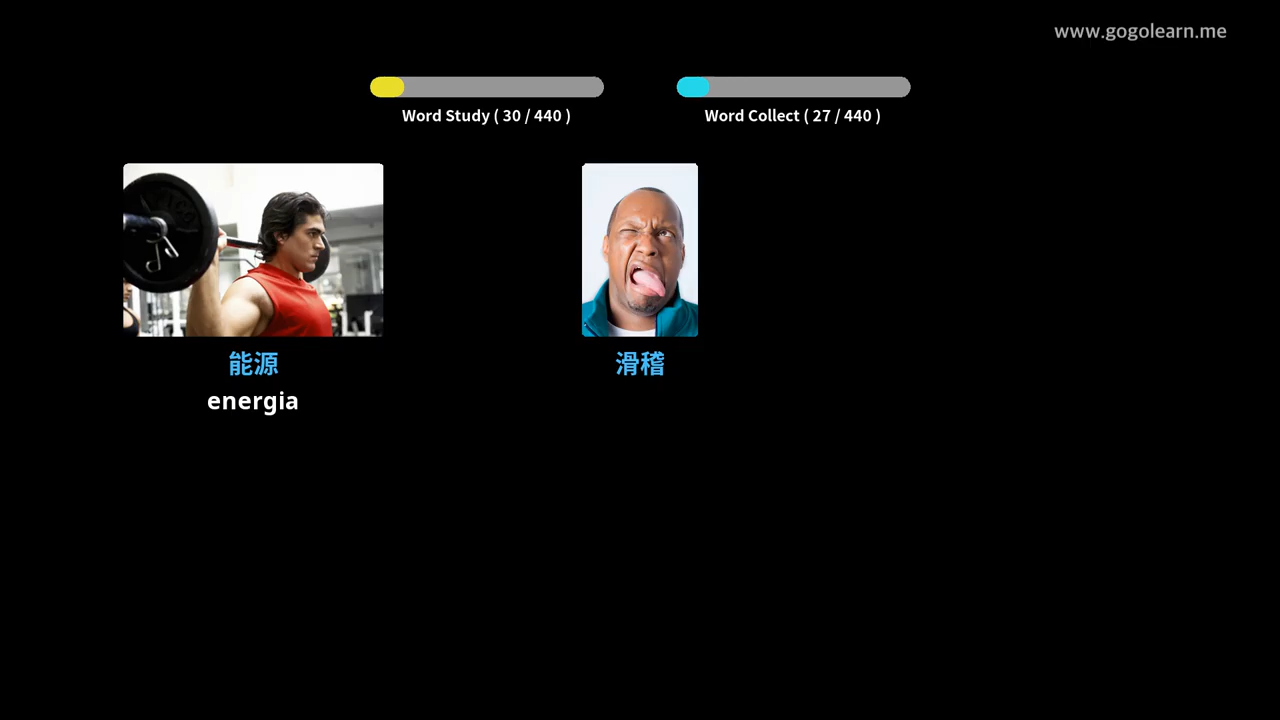 www.gogolearn.me
Word Study ( 30 / 440 )
Word Collect ( 27 / 440 )
能源
energia
滑稽